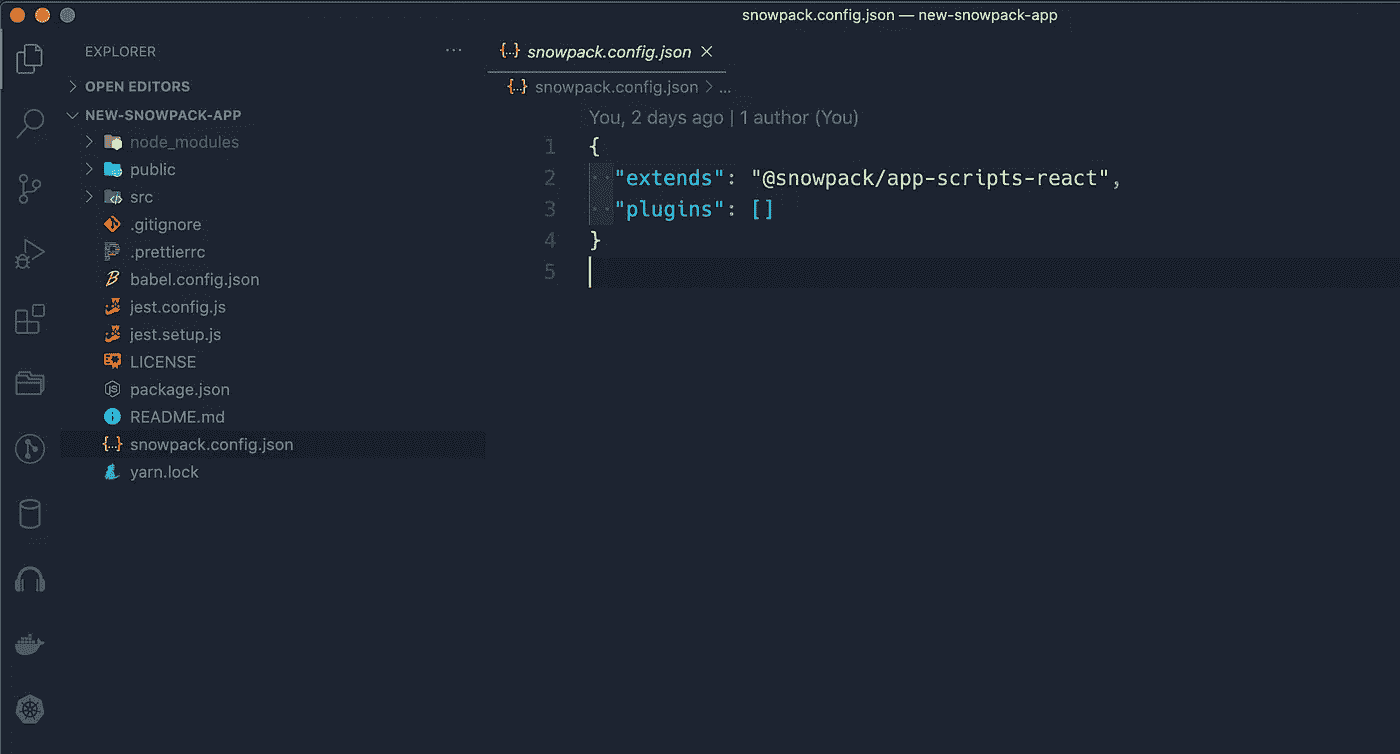 snowpack.config.json — new-snowpack-app
EXPLORER
OPEN EDITORS
NEW-SNOWPACK-APP
node_modules
public
src
.gitignore
.prettierrc
babel.config.json
jest.config.js
jest.setup.js
LICENSE
package.json
README.md
snowpack.config.json
yarn.lock
{..} snowpack.config.json ×
{..} snowpack.config.json > ...
You, 2 days ago | 1 author (You)
1 {
2 "extends": "@snowpack/app-scripts-react",
3 "plugins": []
4 }
5